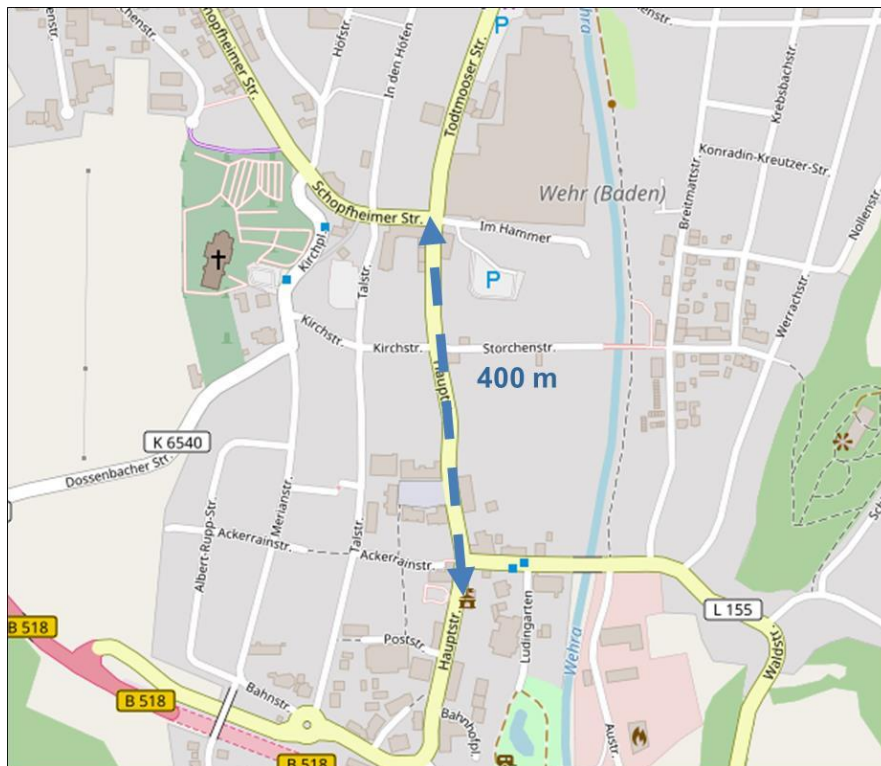 Schopfheimer Str.
Höfstr.
In den Höfen
Todtmooser Str.
P
Krebsbachstr.
Konradin-Kreutzer-Str.
Breitmattstr.
Nollenstr.
Wehr (Baden)
Schopfheimer Str.
Im Hammer
Kirchpl.
Talstr.
P
Werrachstr.
Kirchstr.
Kirchstr.
Storchenstr.
Haupt
400 m
K 6540
Dossenbacher Str.
Merianstr.
Albert-Rupp-Str.
Talstr.
Ackerrainstr.
Ackerrainstr.
L 155
B 518
Hauptstr.
Ludingarten
Wehra
Waldstr.
Poststr.
B 518
Bahnstr.
Bahnhofpl.
Austr.
B 518